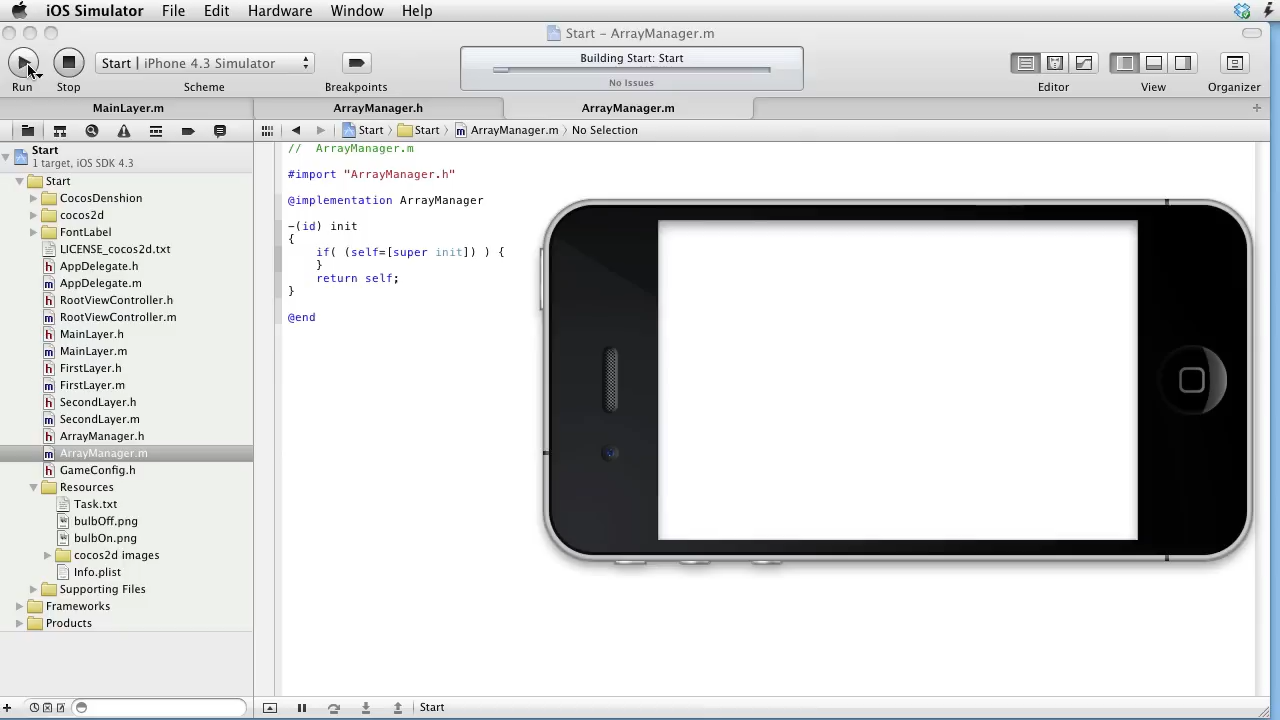 iOS Simulator File Edit Hardware Window Help
Start – ArrayManager.m
Run
Stop
Start | iPhone 4.3 Simulator
Scheme
Breakpoints
Building Start: Start
No Issues
Editor
View
Organizer
MainLayer.m
ArrayManager.h
ArrayManager.m
Start
Start
ArrayManager.m
No Selection
Start
1 target, iOS SDK 4.3
Start
CocosDenshion
cocos2d
FontLabel
LICENSE_cocos2d.txt
AppDelegate.h
AppDelegate.m
RootViewController.h
RootViewController.m
MainLayer.h
MainLayer.m
FirstLayer.h
FirstLayer.m
SecondLayer.h
SecondLayer.m
ArrayManager.h
ArrayManager.m
GameConfig.h
Resources
Task.txt
bulbOff.png
bulbOn.png
cocos2d images
Info.plist
Supporting Files
Frameworks
Products
//  ArrayManager.m
#import "ArrayManager.h"
@implementation ArrayManager
-(id) init
{
if( (self=[super init]) ) {
}
return self;
}
@end
Start